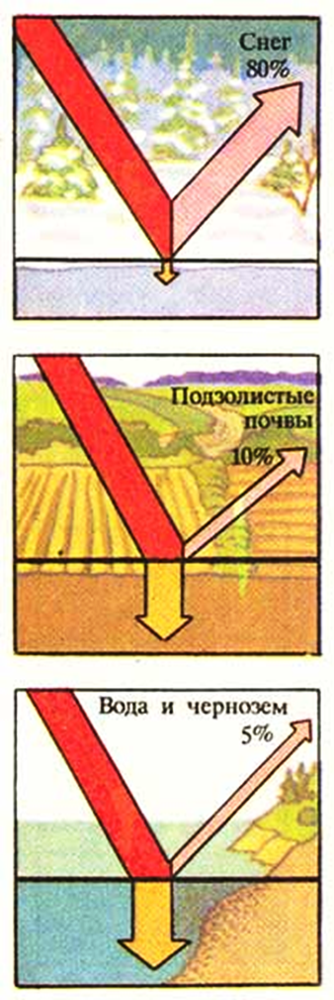 Снег
80%
Подзолистые
почвы
10%
Вода и чернозем
5%